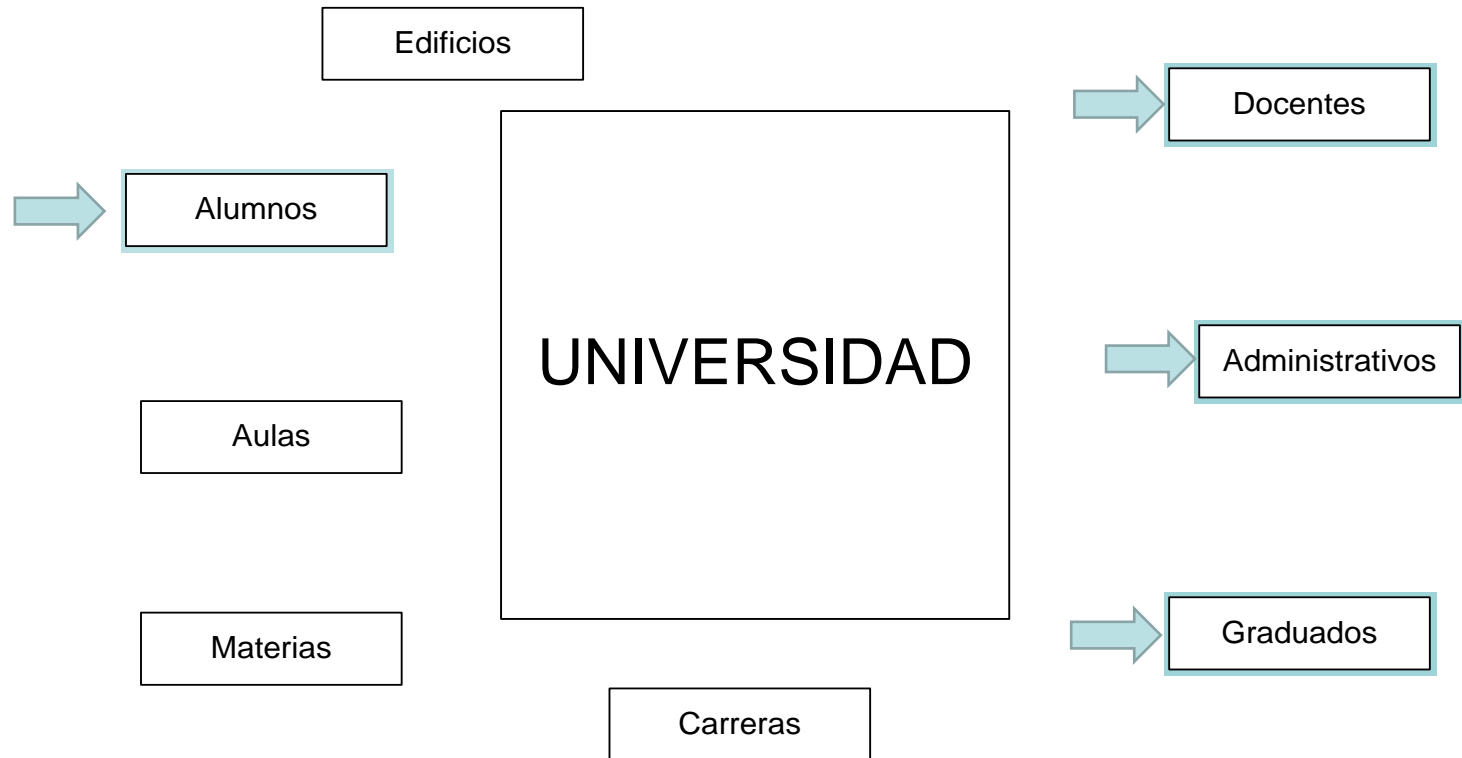 Edificios
Docentes
Alumnos
UNIVERSIDAD
Administrativos
Aulas
Graduados
Materias
Carreras